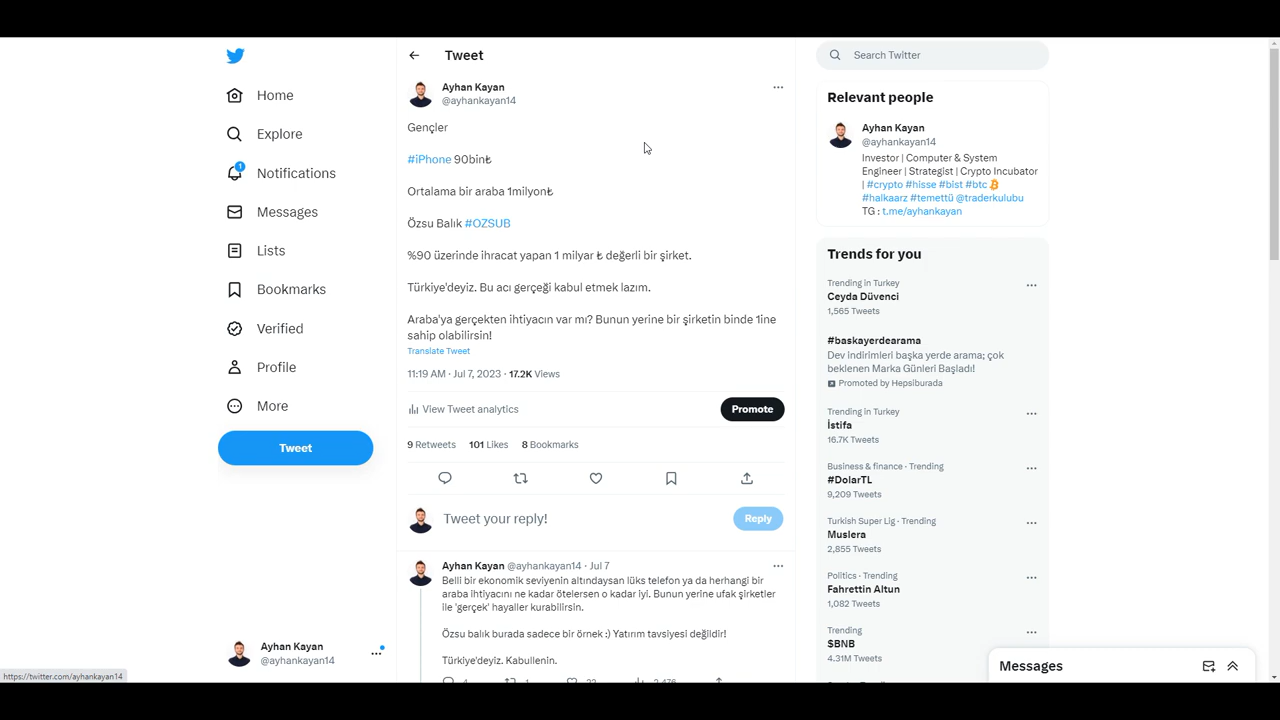 Home
Explore
1
Notifications
Messages
Lists
Bookmarks
Verified
Profile
More
Tweet
Ayhan Kayan
@ayhankayan14
https://twitter.com/ayhankayan14
Tweet
Ayhan Kayan
@ayhankayan14
Gençler
#iPhone 90bin₺
Ortalama bir araba 1milyon₺
Özsu Balık #OZSUB
%90 üzerinde ihracat yapan 1 milyar ₺ değerli bir şirket.
Türkiye'deyiz. Bu acı gerçeği kabul etmek lazım.
Araba'ya gerçekten ihtiyacın var mı? Bunun yerine bir şirketin binde 1ine
sahip olabilirsin!
Translate Tweet
11:19 AM · Jul 7, 2023 · 17.2K Views
View Tweet analytics
Promote
9 Retweets 101 Likes 8 Bookmarks
Tweet your reply!
Reply
Ayhan Kayan @ayhankayan14 · Jul 7
Belli bir ekonomik seviyenin altındaysan lüks telefon ya da herhangi bir
araba ihtiyacını ne kadar ötelersen o kadar iyi. Bunun yerine ufak şirketler
ile 'gerçek' hayaller kurabilirsin.
Özsu balık burada sadece bir örnek :) Yatırım tavsiyesi değildir!
Türkiye'deyiz. Kabullenin.
Search Twitter
Relevant people
Ayhan Kayan
@ayhankayan14
Investor | Computer & System
Engineer | Strategist | Crypto Incubator
| #crypto #hisse #bist #btc
#halkaarz #temettü @traderkulubu
TG : t.me/ayhankayan
Trends for you
Trending in Turkey
Ceyda Düvenci
1,565 Tweets
#baskayerdearama
Dev indirimleri başka yerde arama; çok
beklenen Marka Günleri Başladı!
Promoted by Hepsiburada
Trending in Turkey
İstifa
16.7K Tweets
Business & finance · Trending
#DolarTL
9,209 Tweets
Turkish Super Lig · Trending
Muslera
2,855 Tweets
Politics · Trending
Fahrettin Altun
1,082 Tweets
Trending
$BNB
4.31M Tweets
Messages